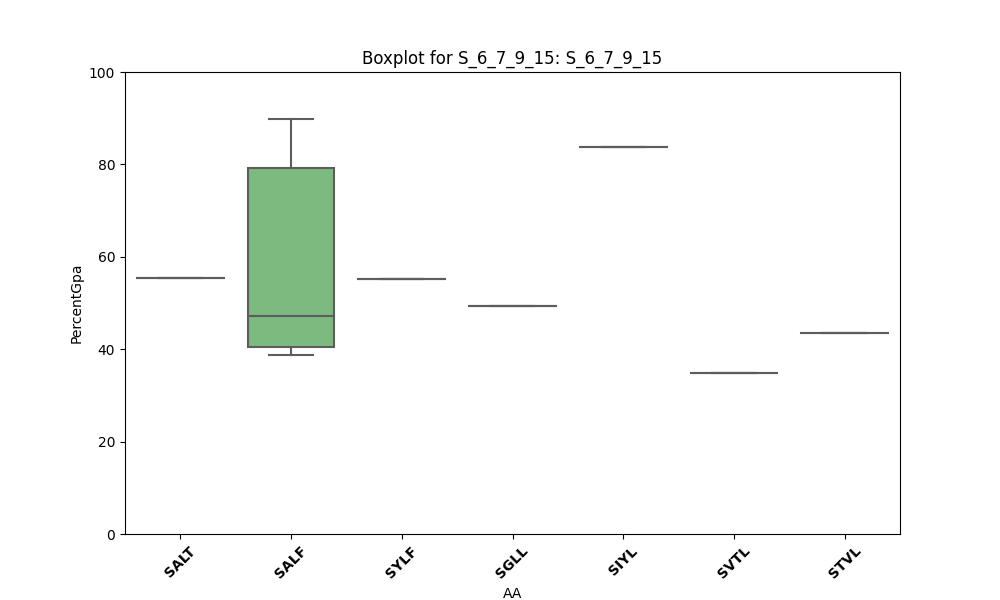 Boxplot for S_6_7_9_15: S_6_7_9_15
100
80
60
40
20
0
PercentGpa
SALT
SALF
SYLF
SGLL
SIYL
SVTL
STVL
AA